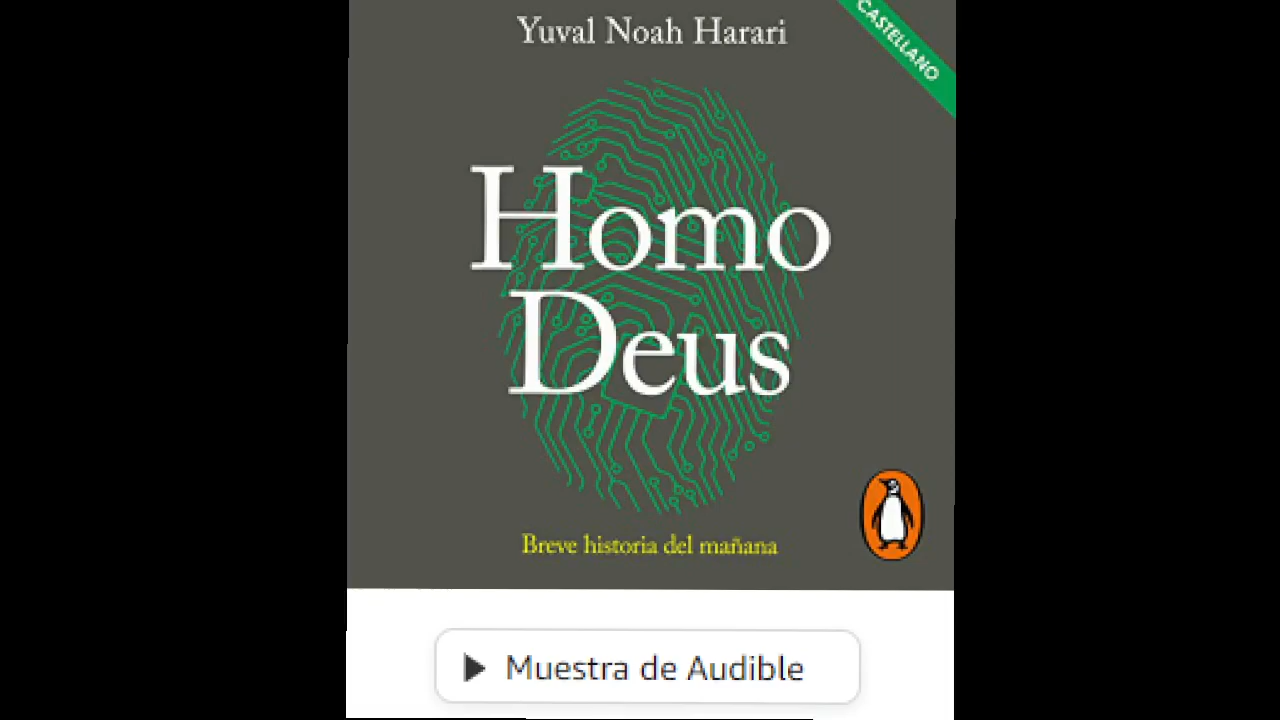 Yuval Noah Harari
CASTELLANO
Homo
Deus
Breve historia del mañana
Muestra de Audible